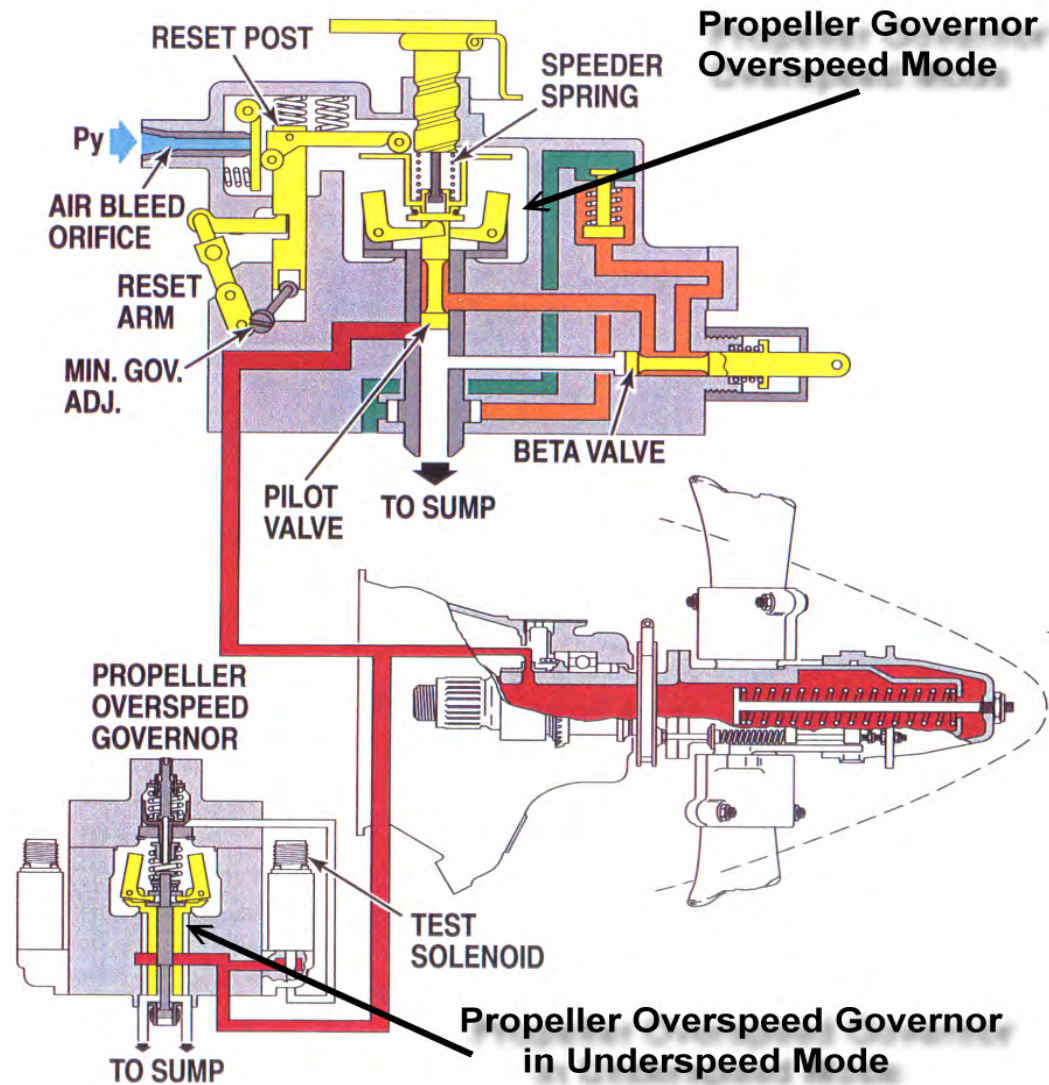 Propeller Governor
Overspeed Mode
RESET POST
SPEEDER
SPRING
Py
AIR BLEED
ORIFICE
RESET
ARM
MIN. GOV.
ADJ.
BETA VALVE
PILOT
VALVE
TO SUMP
PROPELLER
OVERSPEED
GOVERNOR
TEST
SOLENOID
TO SUMP
Propeller Overspeed Governor
in Underspeed Mode